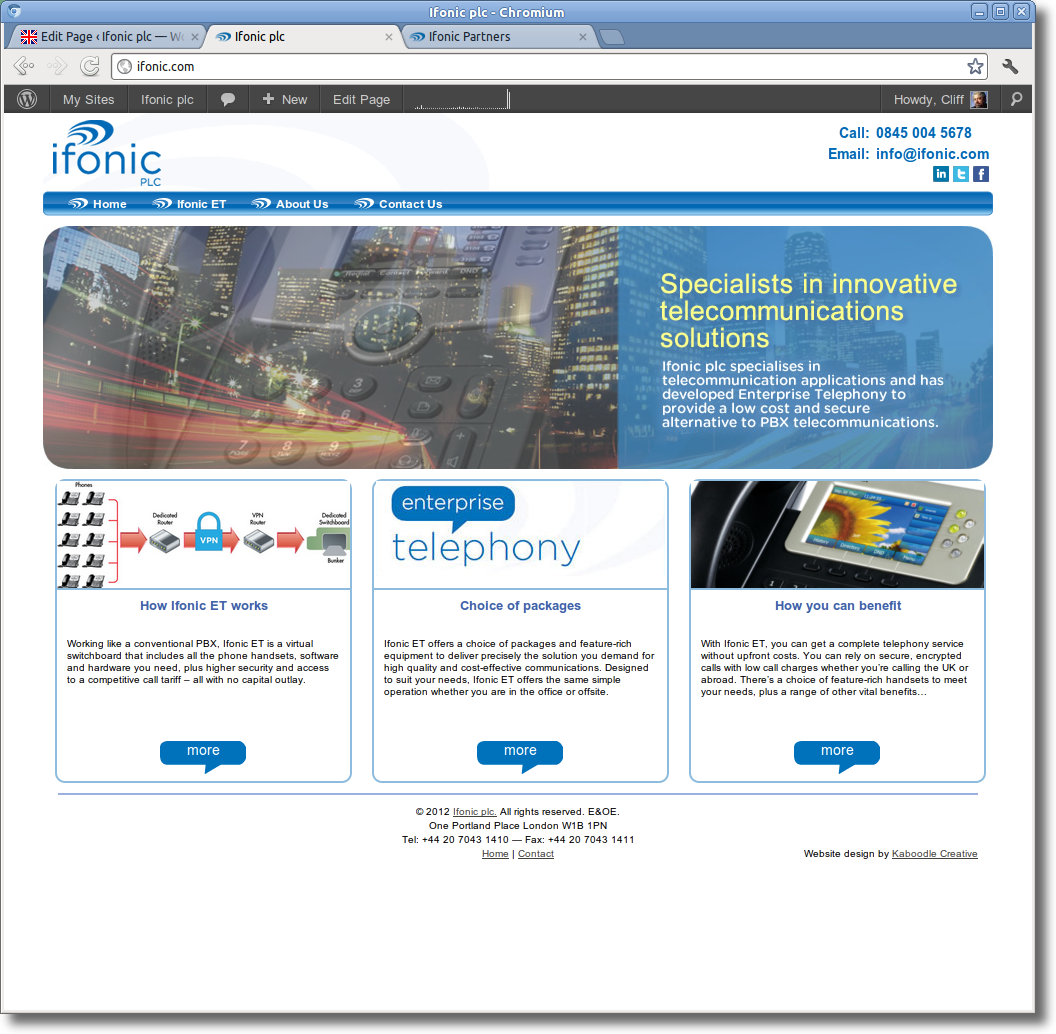 Ifonic plc - Chromium
Edit Page ‹ Ifonic plc — W
Ifonic plc
Ifonic Partners
ifonic.com
My Sites
Ifonic plc
New
Edit Page
Howdy, Cliff
ifonic
PLC
Call: 0845 004 5678
Email: info@ifonic.com
in t f
Home
Ifonic ET
About Us
Contact Us
Specialists in innovative
telecommunications
solutions
Ifonic plc specialises in
telecommunication applications and has
developed Enterprise Telephony to
provide a low cost and secure
alternative to PBX telecommunications.
Phones
Dedicated
Router
VPN
VPN
Router
Dedicated
Switchboard
Bunker
How Ifonic ET works
Working like a conventional PBX, Ifonic ET is a virtual
switchboard that includes all the phone handsets, software
and hardware you need, plus higher security and access
to a competitive call tariff – all with no capital outlay.
more
enterprise
telephony
Choice of packages
Ifonic ET offers a choice of packages and feature-rich
equipment to deliver precisely the solution you demand for
high quality and cost-effective communications. Designed
to suit your needs, Ifonic ET offers the same simple
operation whether you are in the office or offsite.
more
How you can benefit
With Ifonic ET, you can get a complete telephony service
without upfront costs. You can rely on secure, encrypted
calls with low call charges whether you're calling the UK or
abroad. There's a choice of feature-rich handsets to meet
your needs, plus a range of other vital benefits…
more
© 2012 Ifonic plc. All rights reserved. E&OE.
One Portland Place London W1B 1PN
Tel: +44 20 7043 1410 — Fax: +44 20 7043 1411
Home | Contact
Website design by Kaboodle Creative